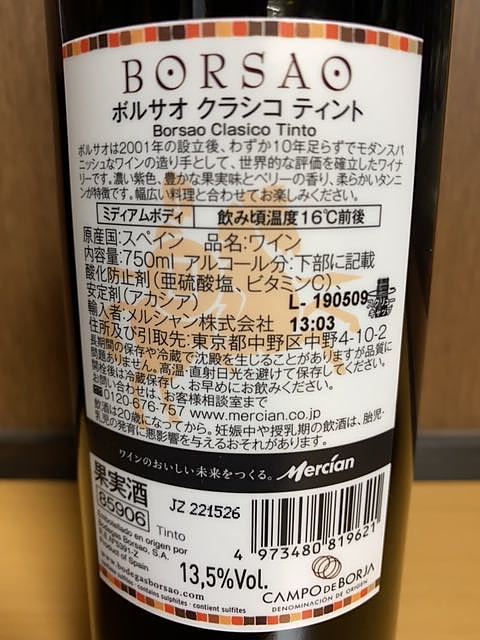 BORSAO
ボルサオ クラシコ ティント
Borsao Clasico Tinto
ボルサオは2001年の設立後、わずか10年足らずでモダンスパ
ニッシュなワインの造り手として、世界的な評価を確立したワイナ
リーです。濃い紫色、豊かな果実味とベリーの香り、柔らかいタンニ
ンが特徴です。幅広い料理と合わせてお楽しみください。
ミディアムボディ 飲み頃温度16℃前後
原産国:スペイン 品名:ワイン
内容量:750ml アルコール分:下部に記載
酸化防止剤(亜硫酸塩、ビタミンC)、
安定剤(アカシア) L- 190509
輸入者:メルシャン株式会社 13:03
住所及び引取先:東京都中野区中野4-10-2
長期間の保存や冷蔵で沈殿を生じることがありますが品質に
問題ありません。高温・直射日光を避けて保存してください。
開栓後は冷蔵保存し、お早めにお飲みください。
お問い合わせは、お客様相談室まで
0120-676-757 www.mercian.co.jp
飲酒は20歳になってから。妊娠中や授乳期の飲酒は、胎児・
乳児の発育に悪影響を与えるおそれがあります。
ワインのおいしい未来をつくる。 Mercian
果実酒
85906
JZ 221526
Tinto
Embotellado en origen por
Bodegas Borsao, S.A.
Product of Spain
13,5%Vol.
4 973480 819621
CAMPO DE BORJA
DENOMINACIÓN DE ORIGEN
www.bodegasborsao.com
contains sulphites - contient sulfites